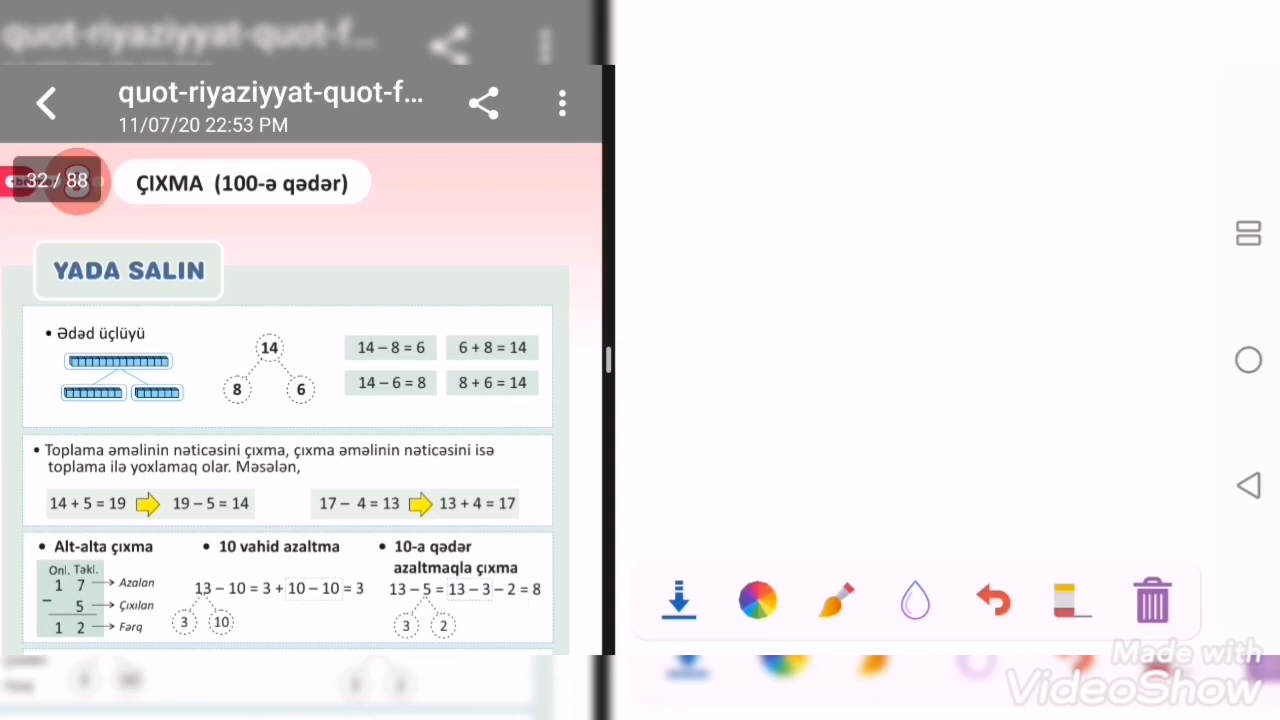 quot-riyaziyyat-quot-f...
quot-riyaziyyat-quot-f...
11/07/20 22:53 PM
32 / 88
ÇIXMA (100-ə qədər)
YADA SALIN
• Ədəd üçlüyü
14
8 6
14 – 8 = 6 6 + 8 = 14
14 – 6 = 8 8 + 6 = 14
• Toplama əməlinin nəticəsini çıxma, çıxma əməlinin nəticəsini isə
toplama ilə yoxlamaq olar. Məsələn,
14 + 5 = 19 19 – 5 = 14 17 – 4 = 13 13 + 4 = 17
• Alt-alta çıxma
Onl. Təkl.
1 7 Azalan
– 5 Çıxılan
1 2 Fərq
• 10 vahid azaltma
13 – 10 = 3 + 10 – 10 = 3
3 10
• 10-a qədər
azaltmaqla çıxma
13 – 5 = 13 – 3 – 2 = 8
3 2
Made with
VideoShow